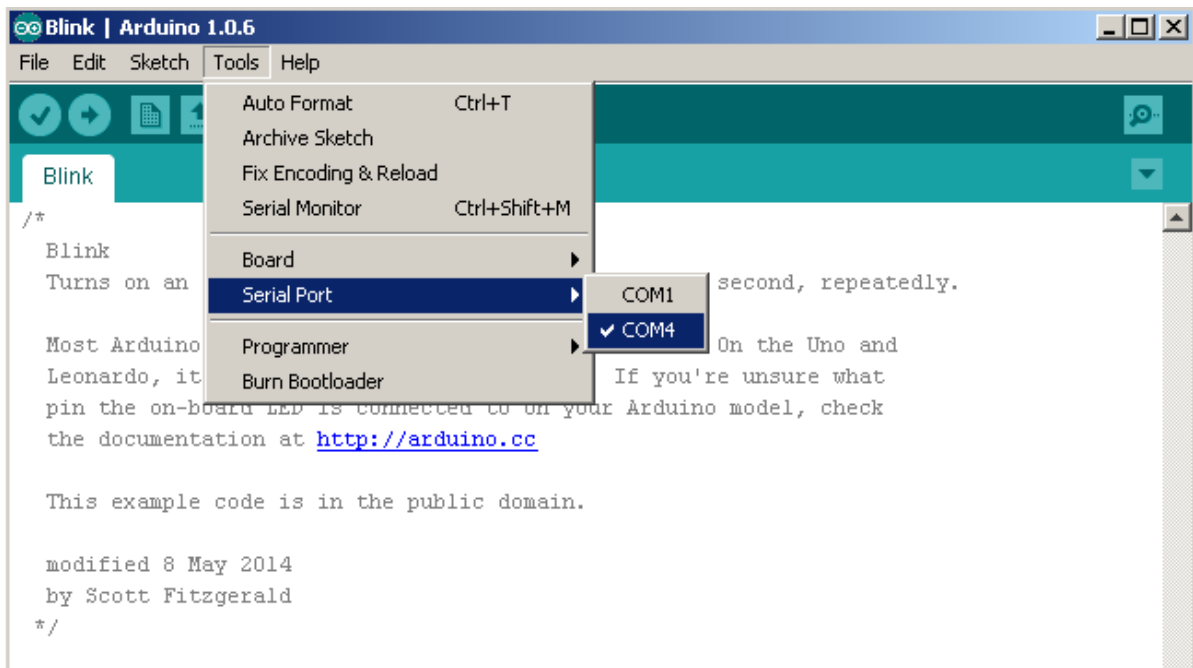 Blink | Arduino 1.0.6
File Edit Sketch Tools Help
Auto Format Ctrl+T
Archive Sketch
Fix Encoding & Reload
Serial Monitor Ctrl+Shift+M
Board
Serial Port
Programmer
Burn Bootloader
COM1
COM4
Blink
/*
Blink
Turns on an second, repeatedly.
Most Arduino On the Uno and
Leonardo, it If you're unsure what
pin the on-board LED is connected to on your Arduino model, check
the documentation at http://arduino.cc
This example code is in the public domain.
modified 8 May 2014
by Scott Fitzgerald
*/